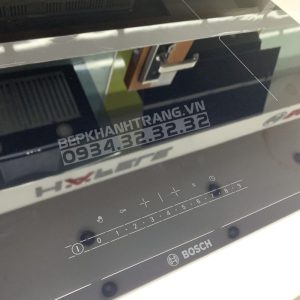 BEPKHANHTRANG.VN
0934.32.32.32
0 1 2 3 4 5 6 7 8 9
BOSCH